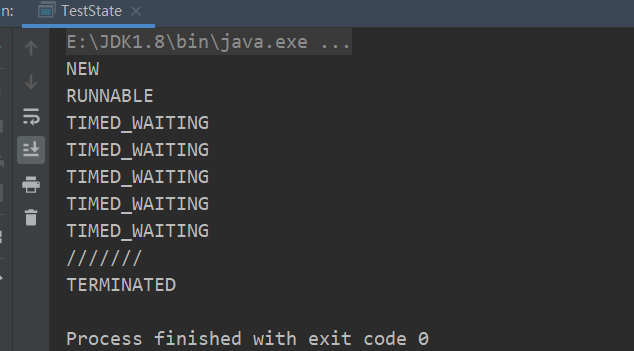 n: TestState
E:\JDK1.8\bin\java.exe ...
NEW
RUNNABLE
TIMED_WAITING
TIMED_WAITING
TIMED_WAITING
TIMED_WAITING
TIMED_WAITING
///////
TERMINATED
Process finished with exit code 0